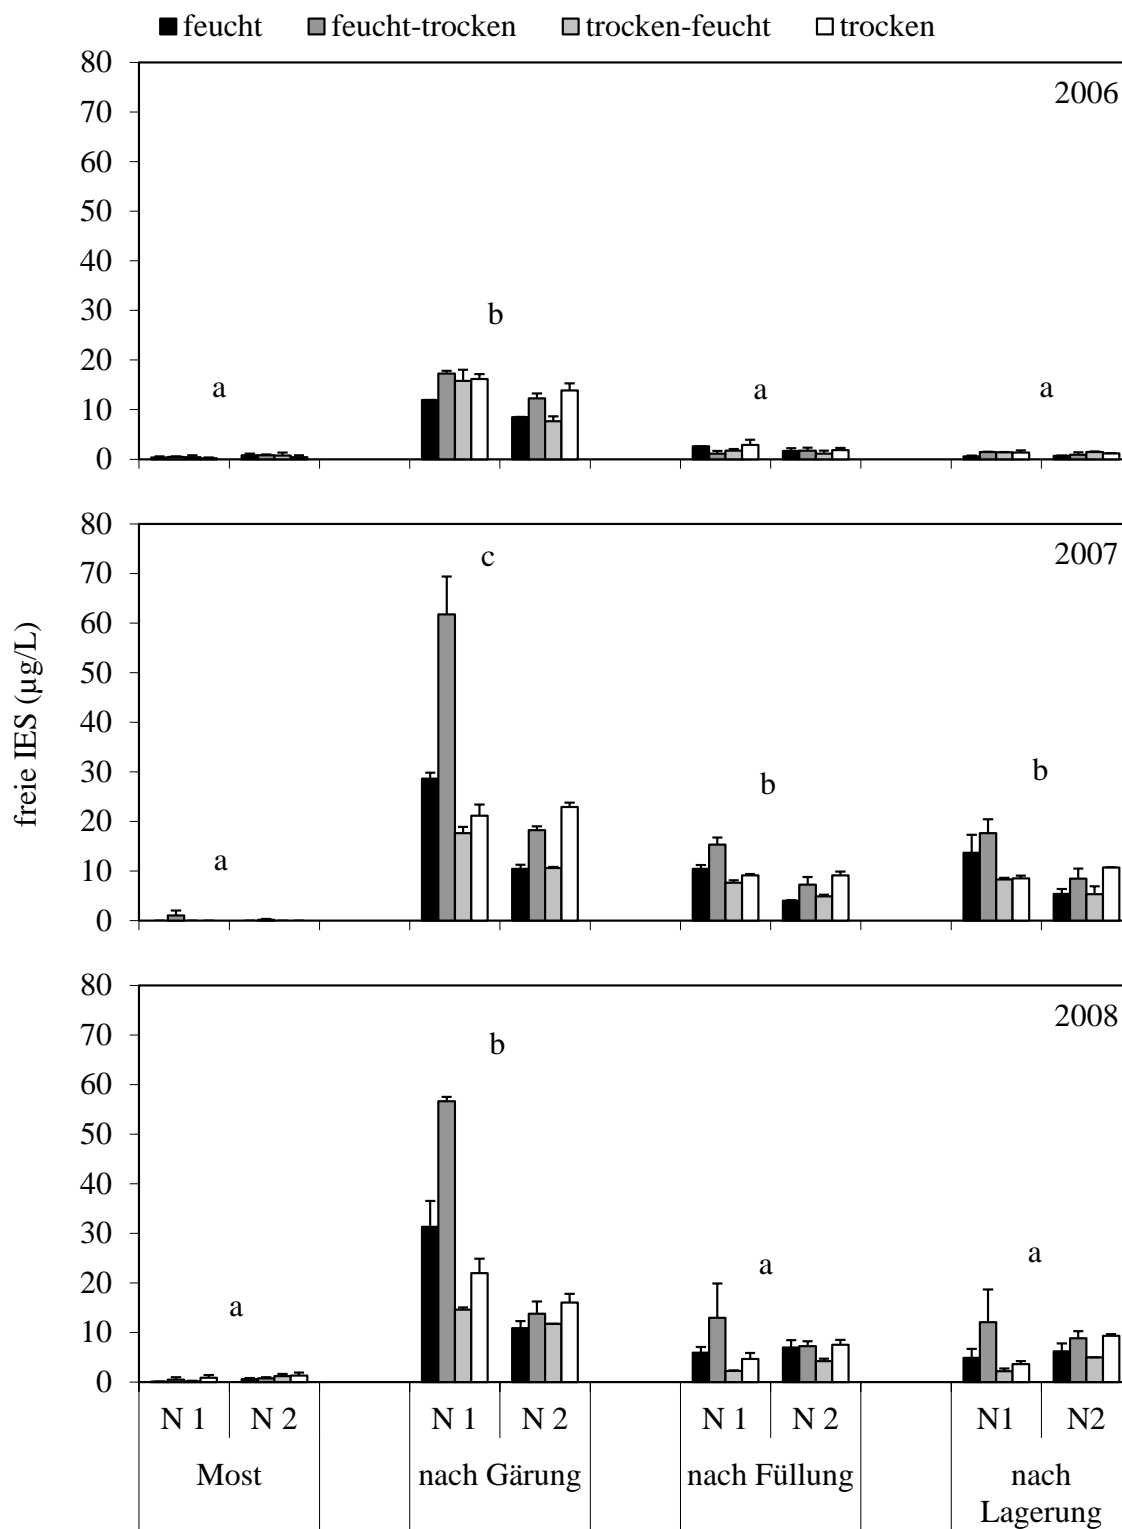 feucht feucht-trocken trocken-feucht trocken
80
2006
70
60
50
40
30
b
20
a
a
a
10
0
80
2007
c
70
60
50
40
30
b
b
20
a
10
0
80
2008
70
b
60
50
40
30
a
a
20
a
10
0
freie IES (µg/L)
N 1 N 2 N 1 N 2 N 1 N 2 N1 N2
Most nach Gärung nach Füllung nach
Lagerung